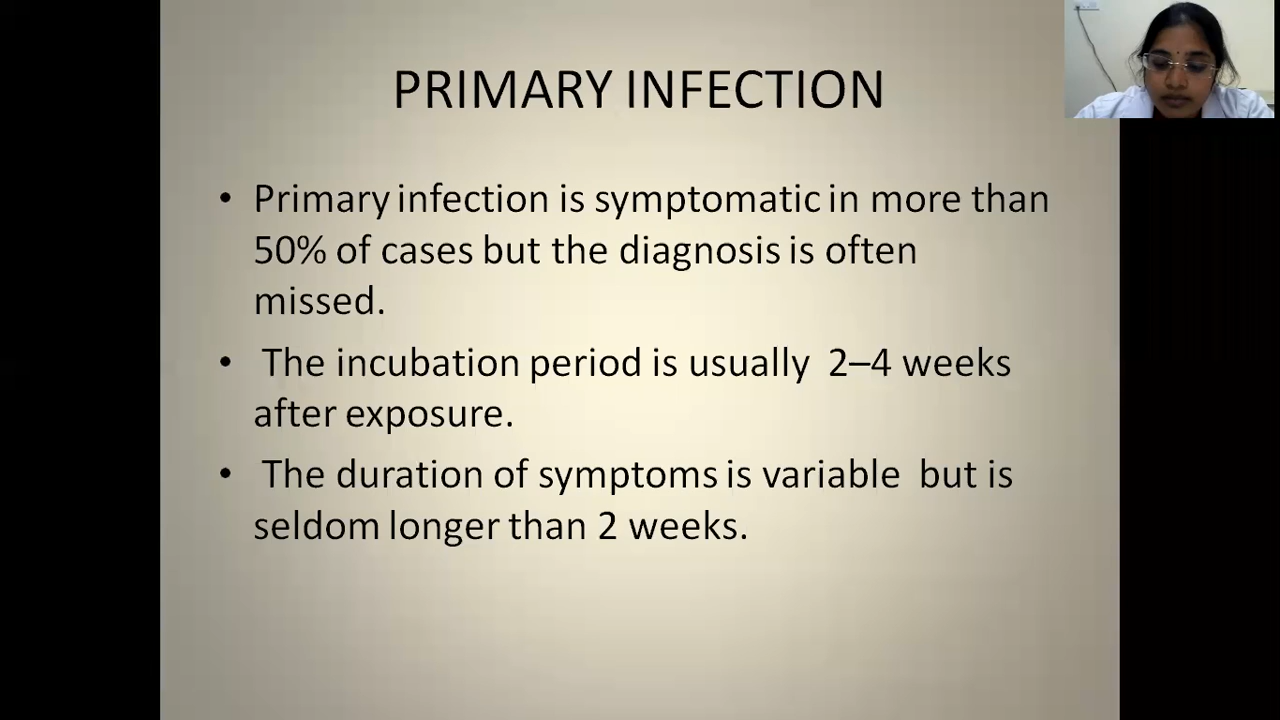 PRIMARY INFECTION
• Primary infection is symptomatic in more than
50% of cases but the diagnosis is often
missed.
• The incubation period is usually 2–4 weeks
after exposure.
• The duration of symptoms is variable but is
seldom longer than 2 weeks.